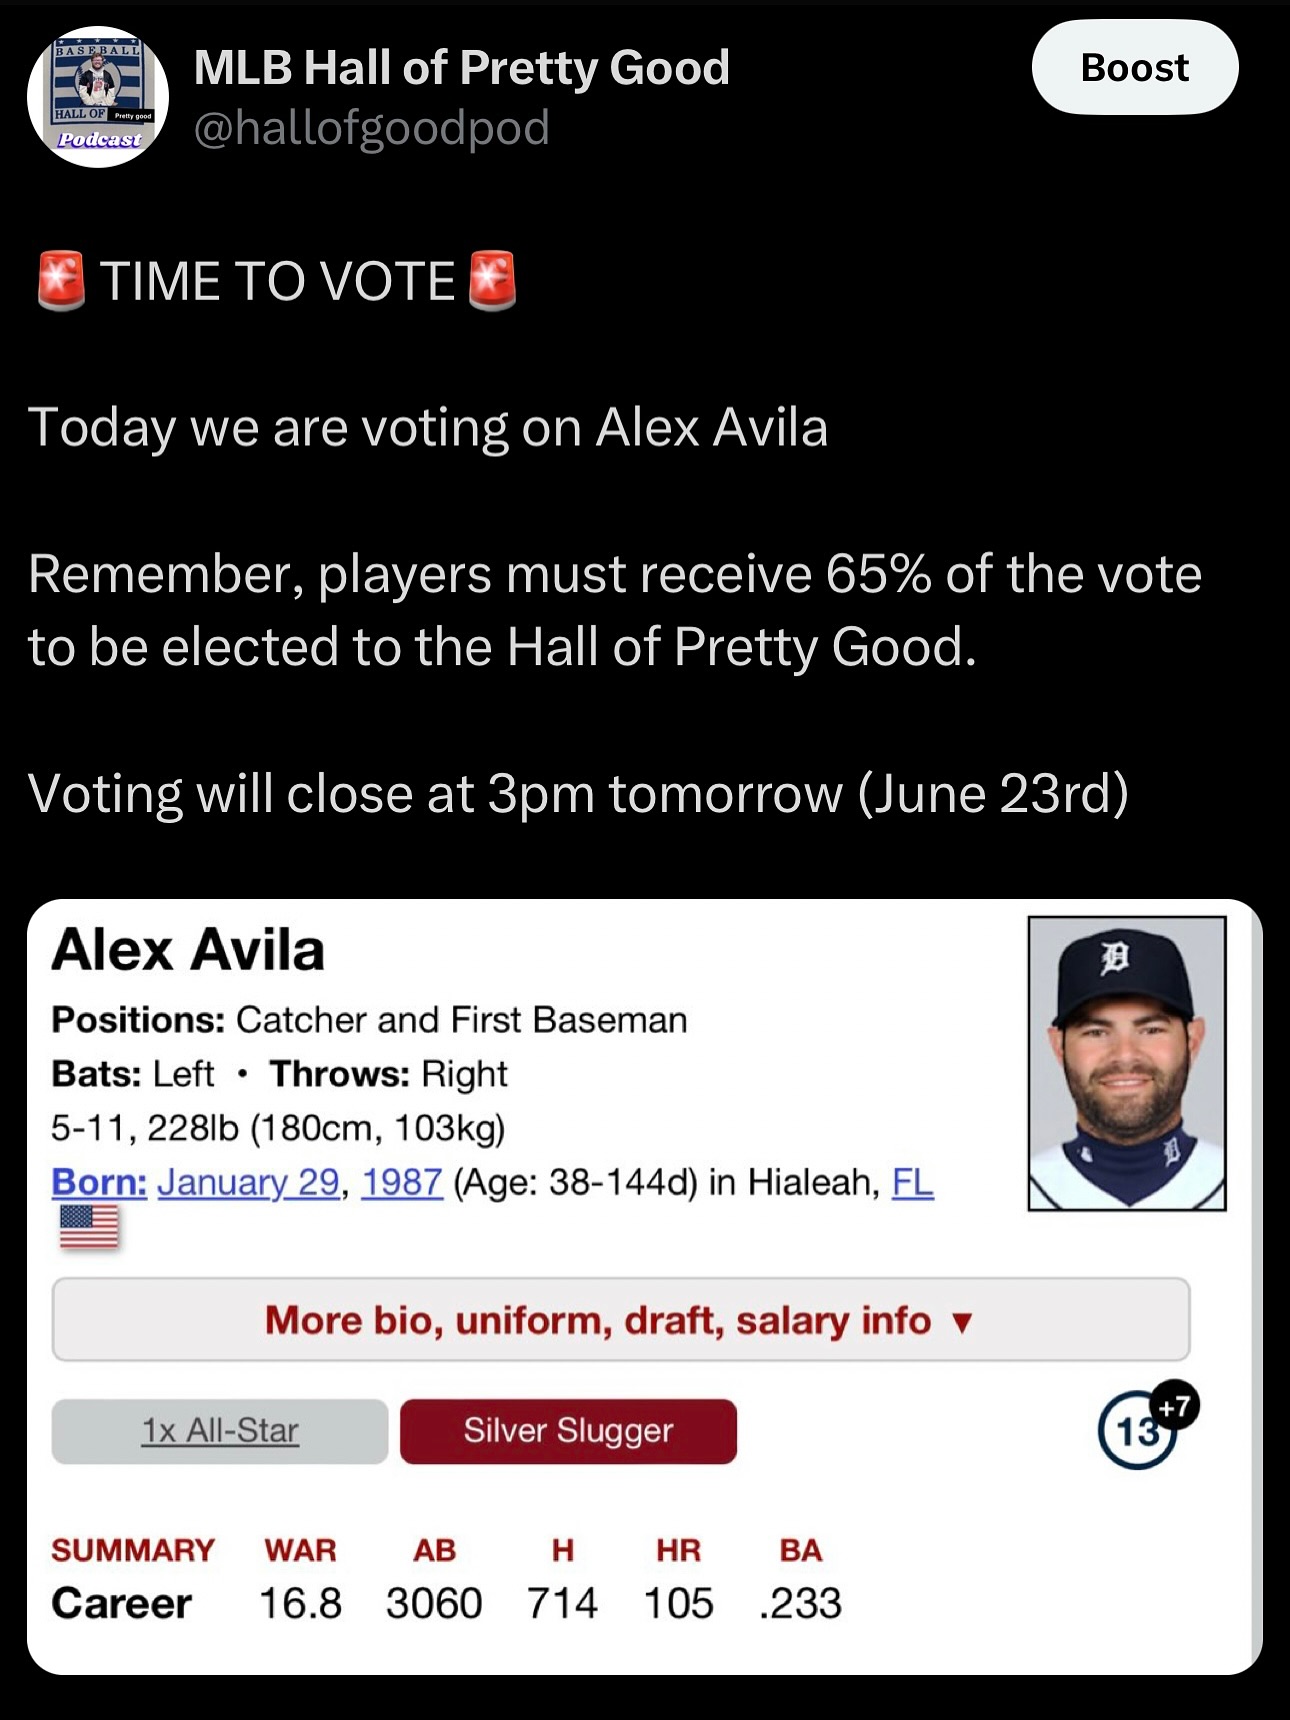 BASEBALL
HALL OF Pretty good
Podcast
MLB Hall of Pretty Good
@hallofgoodpod
Boost
🚨 TIME TO VOTE 🚨
Today we are voting on Alex Avila
Remember, players must receive 65% of the vote
to be elected to the Hall of Pretty Good.
Voting will close at 3pm tomorrow (June 23rd)
Alex Avila
Positions: Catcher and First Baseman
Bats: Left • Throws: Right
5-11, 228lb (180cm, 103kg)
Born: January 29, 1987 (Age: 38-144d) in Hialeah, FL
More bio, uniform, draft, salary info ▼
1x All-Star Silver Slugger 13 +7
SUMMARY WAR AB H HR BA
Career 16.8 3060 714 105 .233